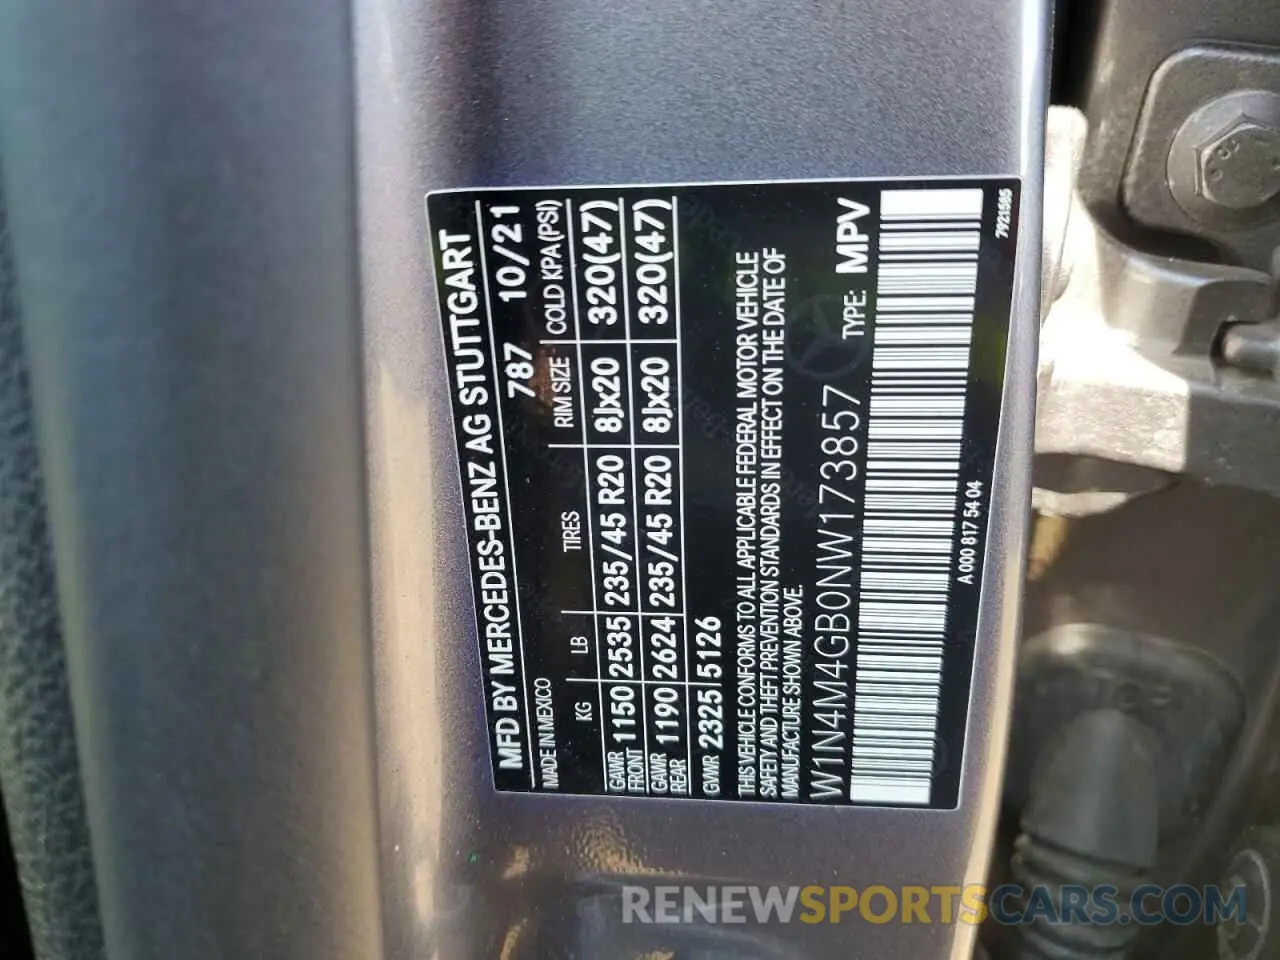 MFD BY MERCEDES-BENZ AG STUTTGART
MADE IN MEXICO 787 10/21
KG LB TIRES RIM SIZE COLD KPA(PSI)
GAWR FRONT 1150 2535 235/45 R20 8Jx20 320(47)
GAWR REAR 1190 2624 235/45 R20 8Jx20 320(47)
GVWR 2325 5126
THIS VEHICLE CONFORMS TO ALL APPLICABLE FEDERAL MOTOR VEHICLE
SAFETY AND THEFT PREVENTION STANDARDS IN EFFECT ON THE DATE OF
MANUFACTURE SHOWN ABOVE.
W1N4M4GB0NW173857 TYPE: MPV
A 000 817 54 04 7921585
RENEWSPORTSCARS.COM